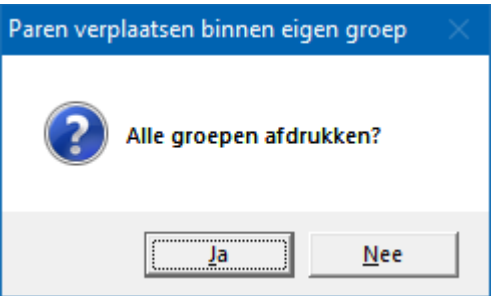 Paren verplaatsen binnen eigen groep
Alle groepen afdrukken?
Ja
Nee